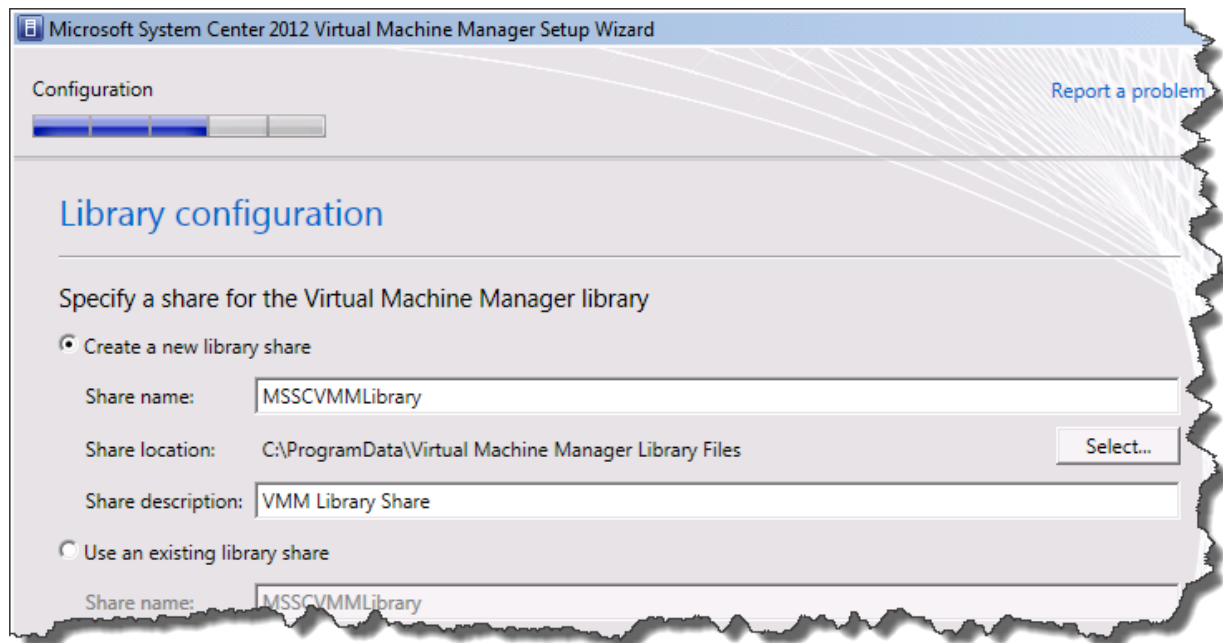 Microsoft System Center 2012 Virtual Machine Manager Setup Wizard
Configuration
Report a problem
Library configuration
Specify a share for the Virtual Machine Manager library
Create a new library share
Share name: MSSCVMMLibrary
Share location: C:\ProgramData\Virtual Machine Manager Library Files Select...
Share description: VMM Library Share
Use an existing library share
Share name: MSSCVMMLibrary